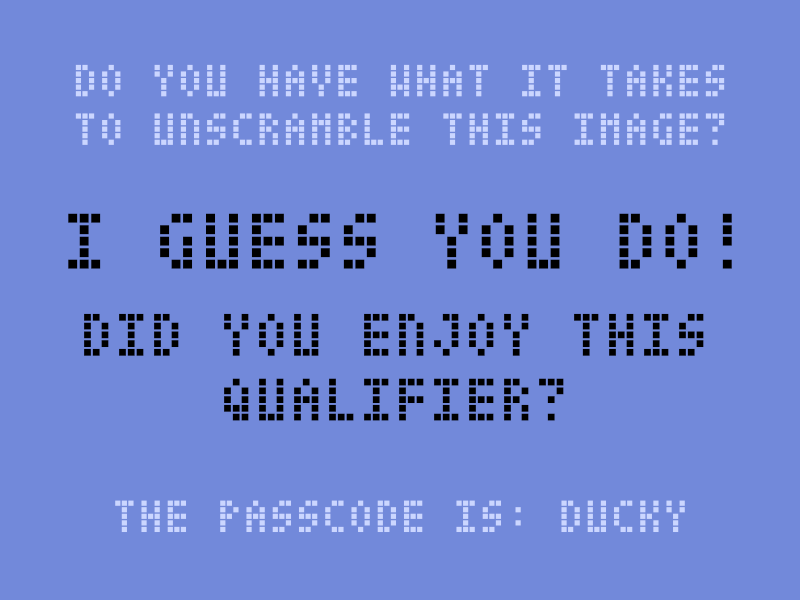 DO YOU HAVE WHAT IT TAKES
TO UNSCRAMBLE THIS IMAGE?
I GUESS YOU DO!
DID YOU ENJOY THIS
QUALIFIER?
THE PASSCODE IS: DUCKY